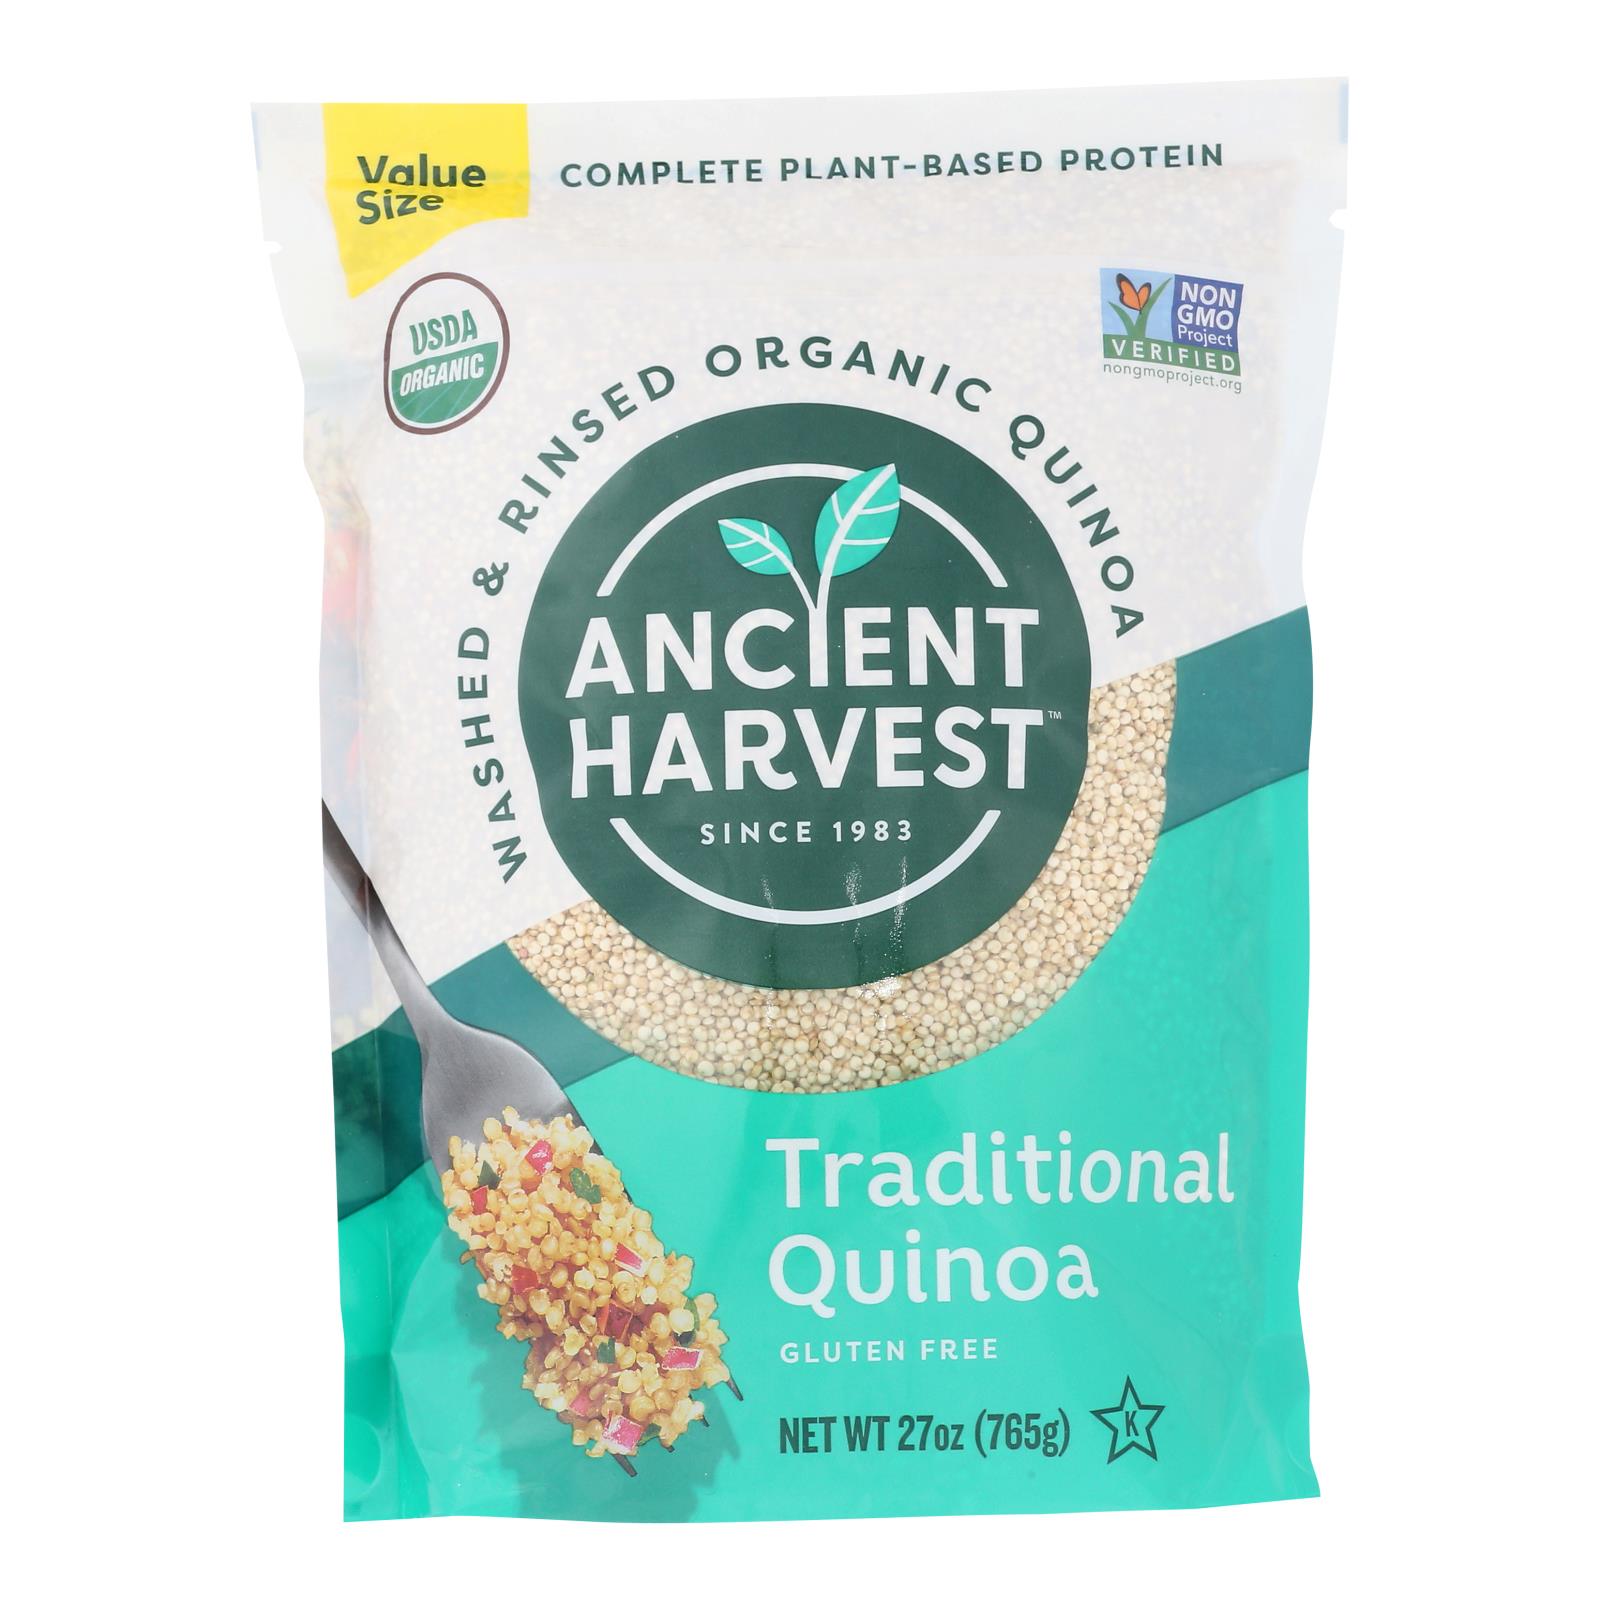 Value
Size
COMPLETE PLANT-BASED PROTEIN
USDA
ORGANIC
NON
GMO
Project
VERIFIED
nongmoproject.org
WASHED & RINSED ORGANIC QUINOA
ANCIENT
HARVEST™
SINCE 1983
Traditional
Quinoa
GLUTEN FREE
NET WT 27oz (765g)
K